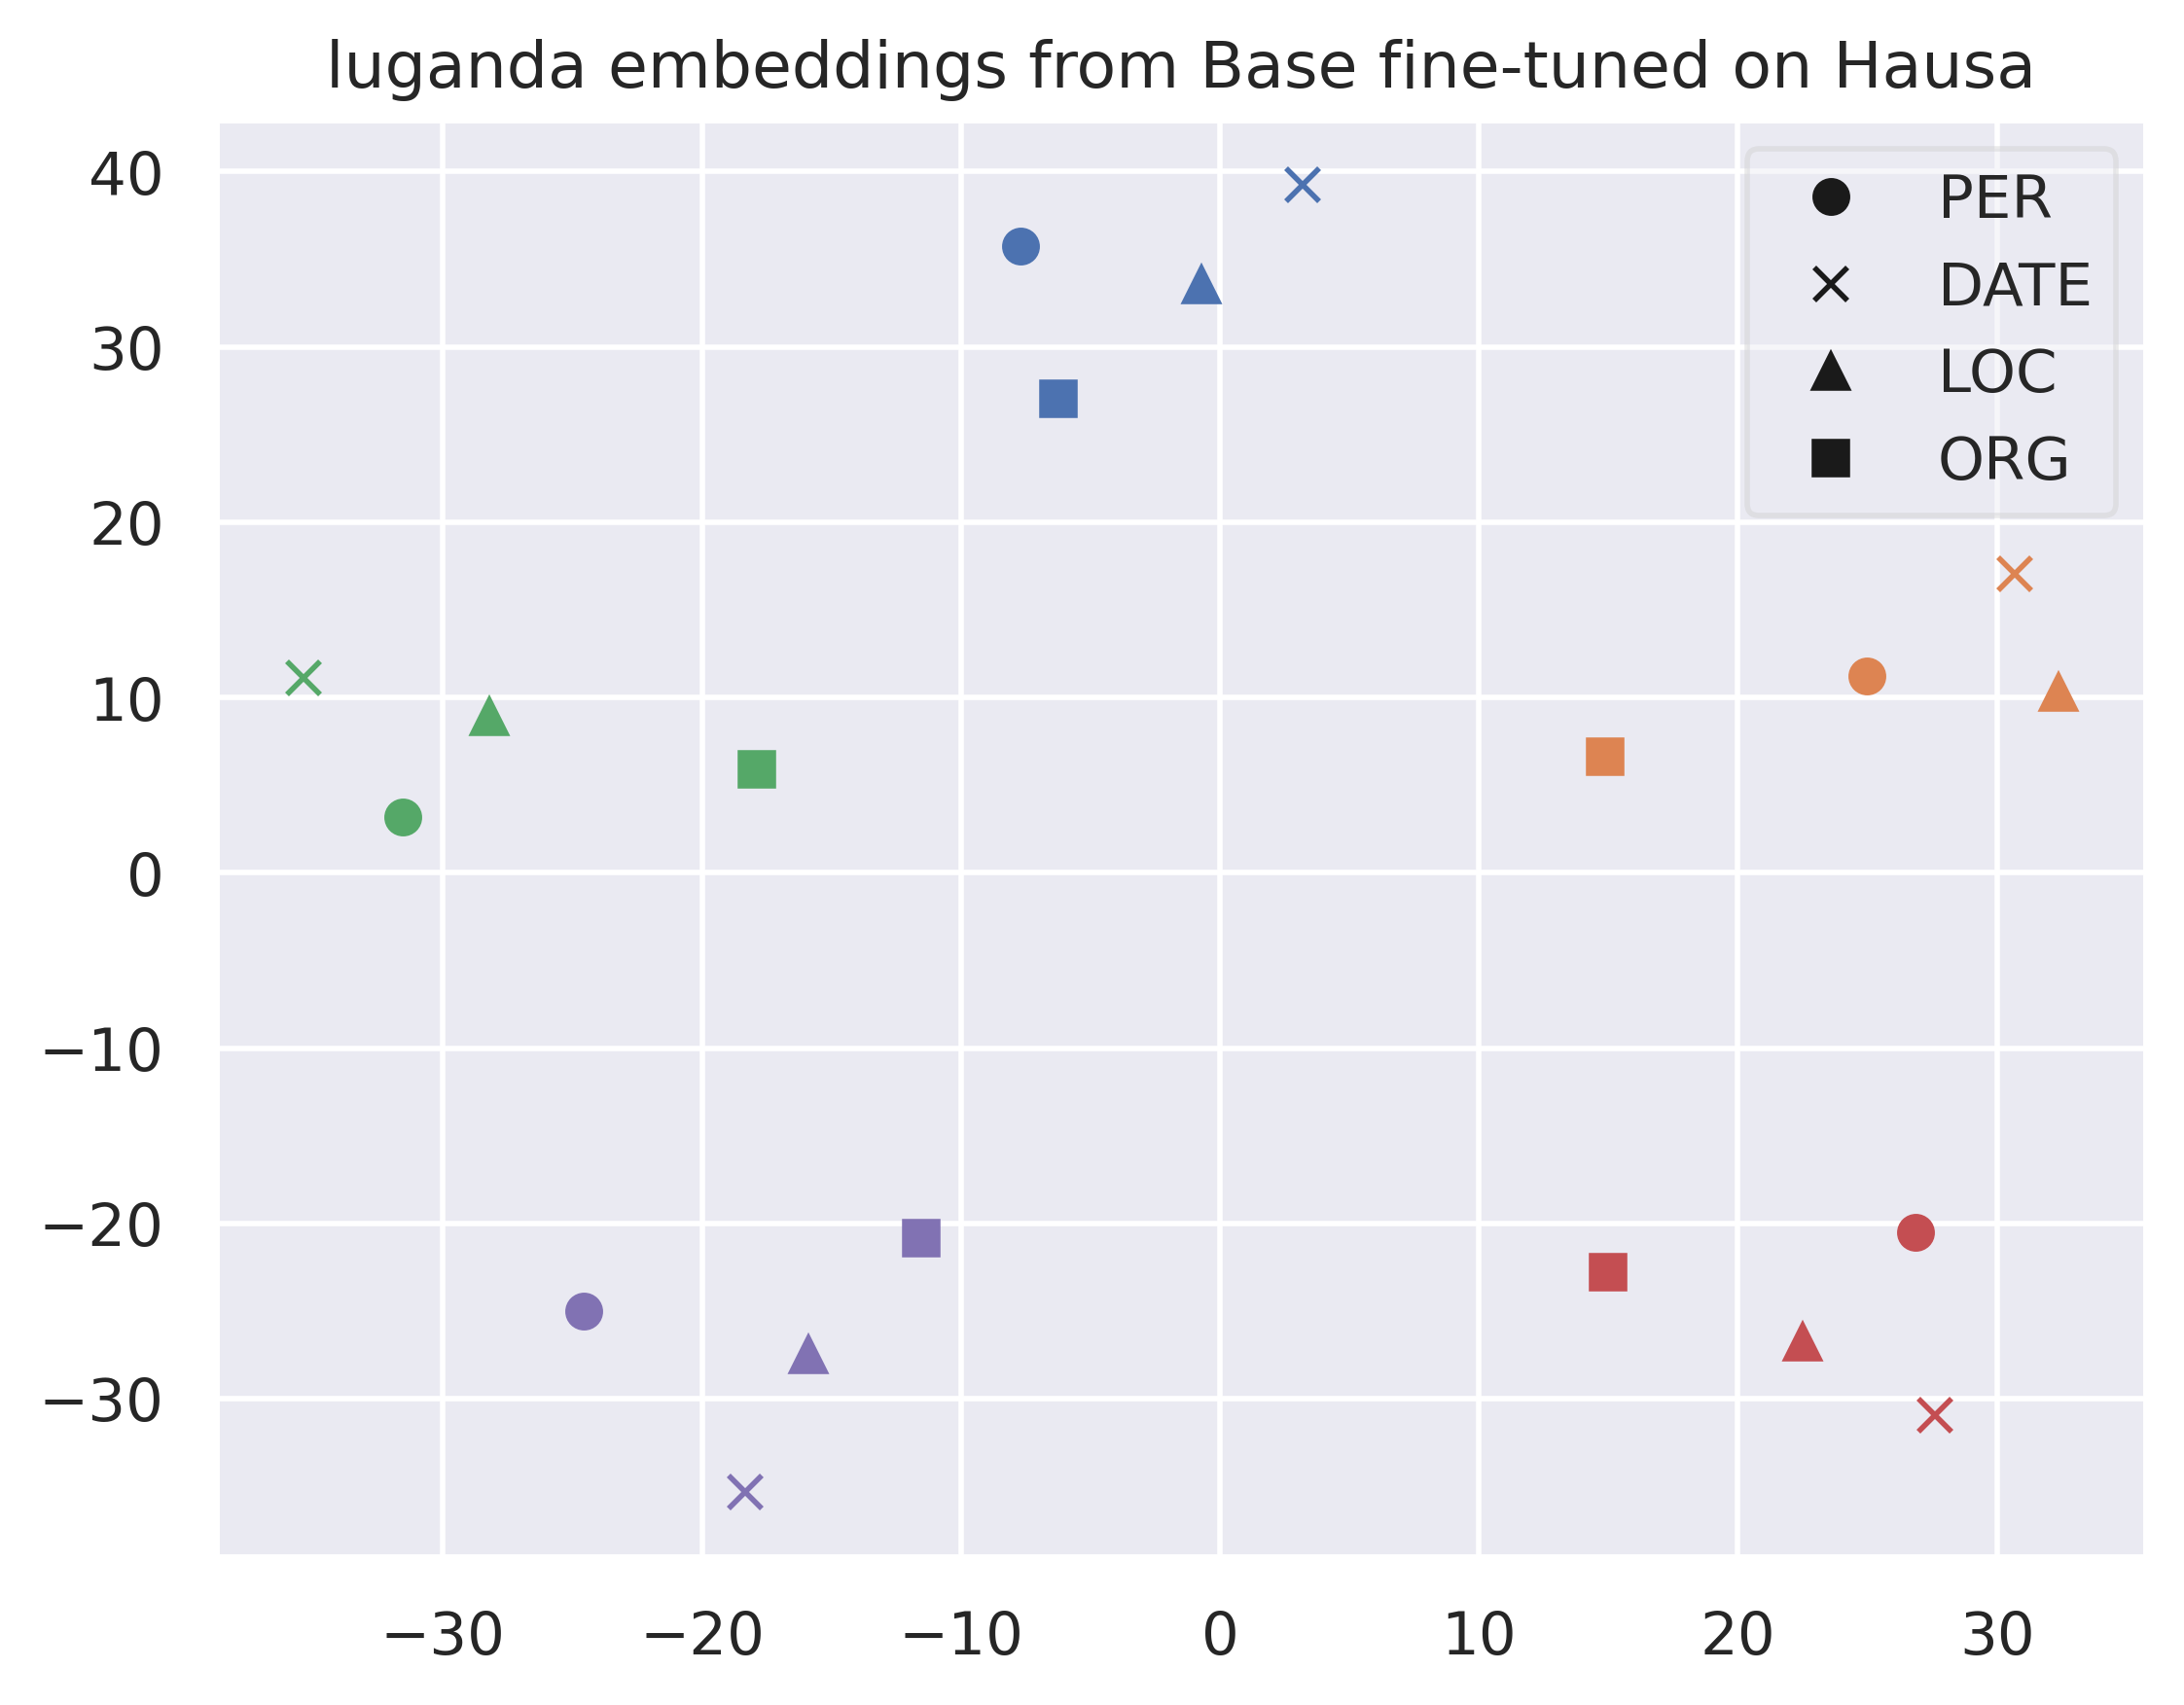 luganda embeddings from Base fine-tuned on Hausa
40
30
20
10
0
−10
−20
−30
PER
DATE
LOC
ORG
−30 −20 −10 0 10 20 30